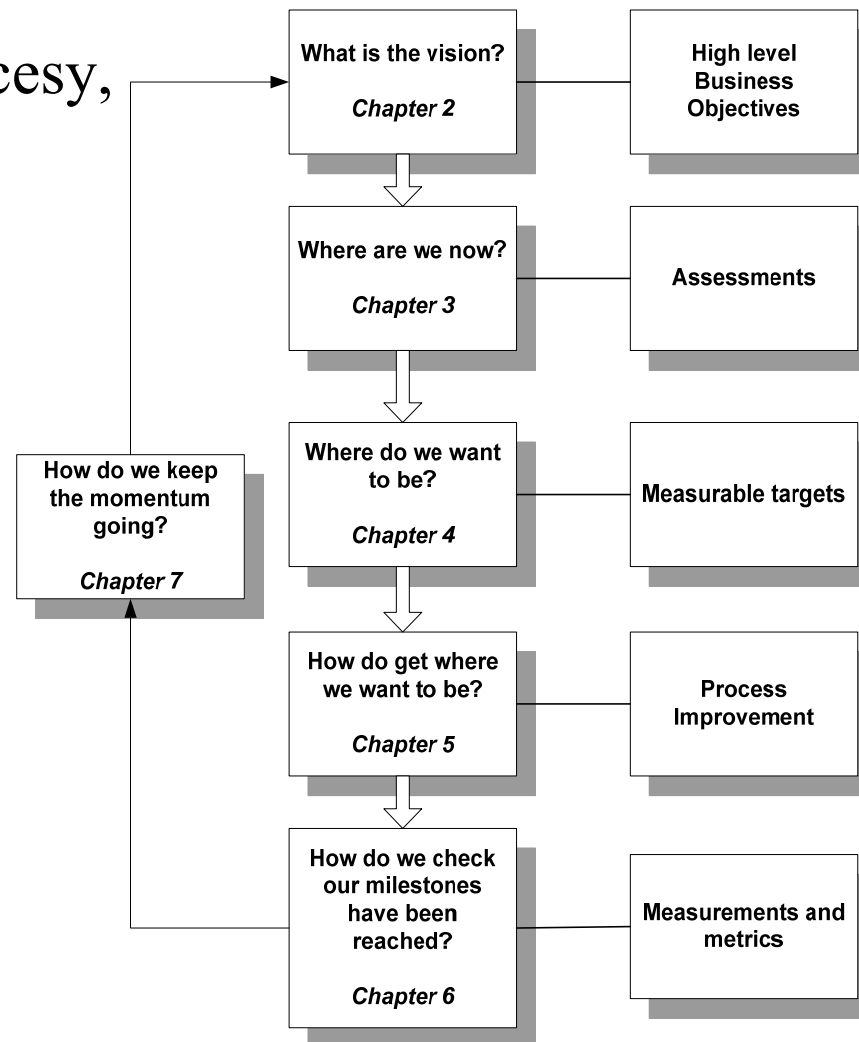 cesy,
What is the vision?
Chapter 2
High level
Business
Objectives
Where are we now?
Chapter 3
Assessments
Where do we want
to be?
Chapter 4
Measurable targets
How do we keep
the momentum
going?
Chapter 7
How do get where
we want to be?
Chapter 5
Process
Improvement
How do we check
our milestones
have been
reached?
Chapter 6
Measurements and
metrics